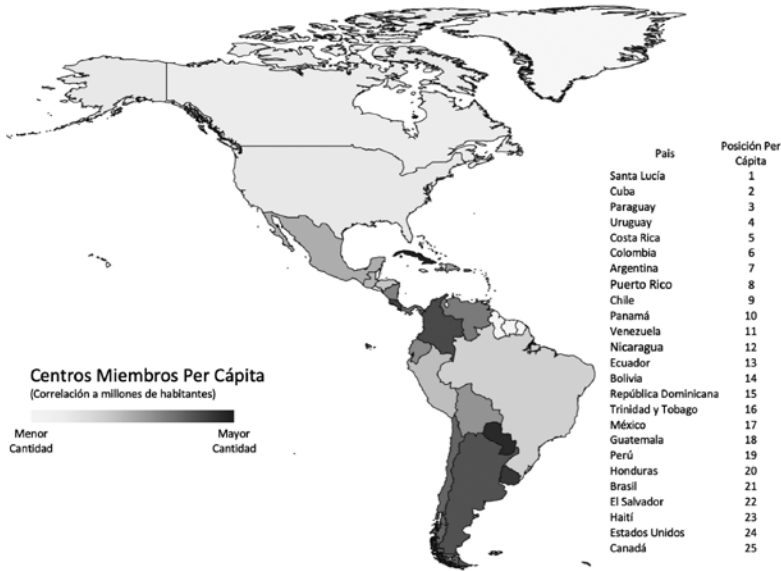 País Posición Per Cápita
Santa Lucía 1
Cuba 2
Paraguay 3
Uruguay 4
Costa Rica 5
Colombia 6
Argentina 7
Puerto Rico 8
Chile 9
Panamá 10
Venezuela 11
Nicaragua 12
Ecuador 13
Bolivia 14
República Dominicana 15
Trinidad y Tobago 16
México 17
Guatemala 18
Perú 19
Honduras 20
Brasil 21
El Salvador 22
Haití 23
Estados Unidos 24
Canadá 25
Centros Miembros Per Cápita
(Correlación a millones de habitantes)
Menor Cantidad
Mayor Cantidad